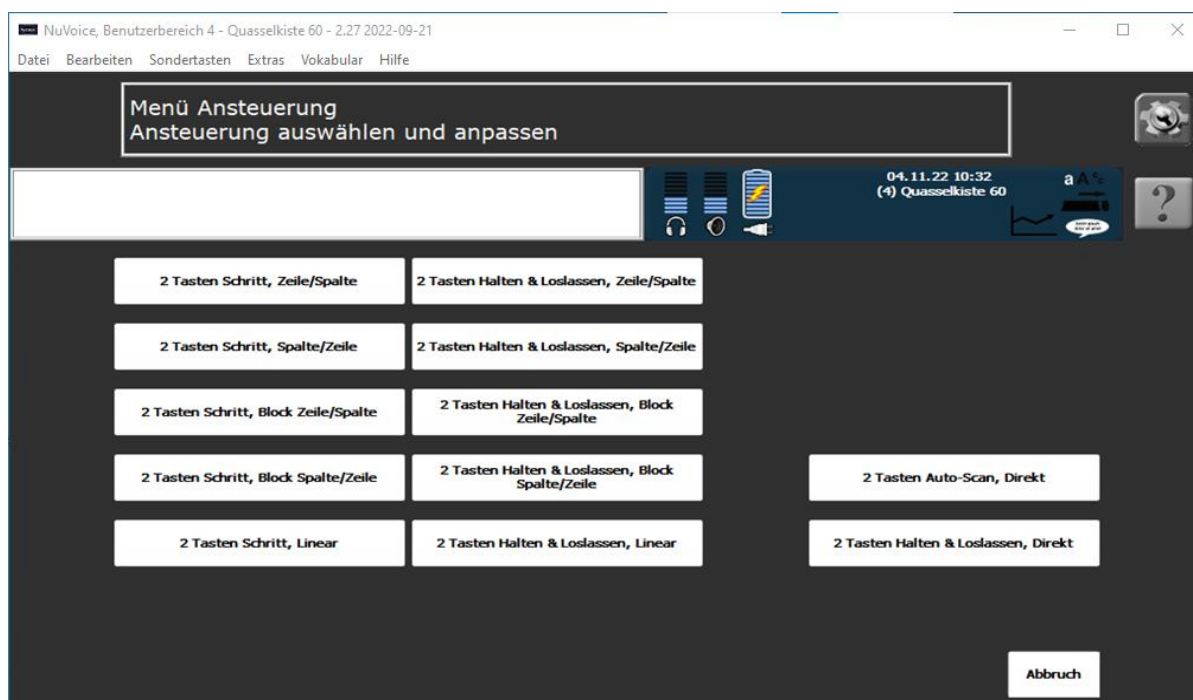 NuVoice, Benutzerbereich 4 - Quasselkiste 60 - 2.27 2022-09-21
Datei Bearbeiten Sondertasten Extras Vokabular Hilfe
Menü Ansteuerung
Ansteuerung auswählen und anpassen
04.11.22 10:32
(4) Quasselkiste 60
a A
?
2 Tasten Schritt, Zeile/Spalte
2 Tasten Halten & Loslassen, Zeile/Spalte
2 Tasten Schritt, Spalte/Zeile
2 Tasten Halten & Loslassen, Spalte/Zeile
2 Tasten Schritt, Block Zeile/Spalte
2 Tasten Halten & Loslassen, Block
Zeile/Spalte
2 Tasten Schritt, Block Spalte/Zeile
2 Tasten Halten & Loslassen, Block
Spalte/Zeile
2 Tasten Auto-Scan, Direkt
2 Tasten Schritt, Linear
2 Tasten Halten & Loslassen, Linear
2 Tasten Halten & Loslassen, Direkt
Abbruch